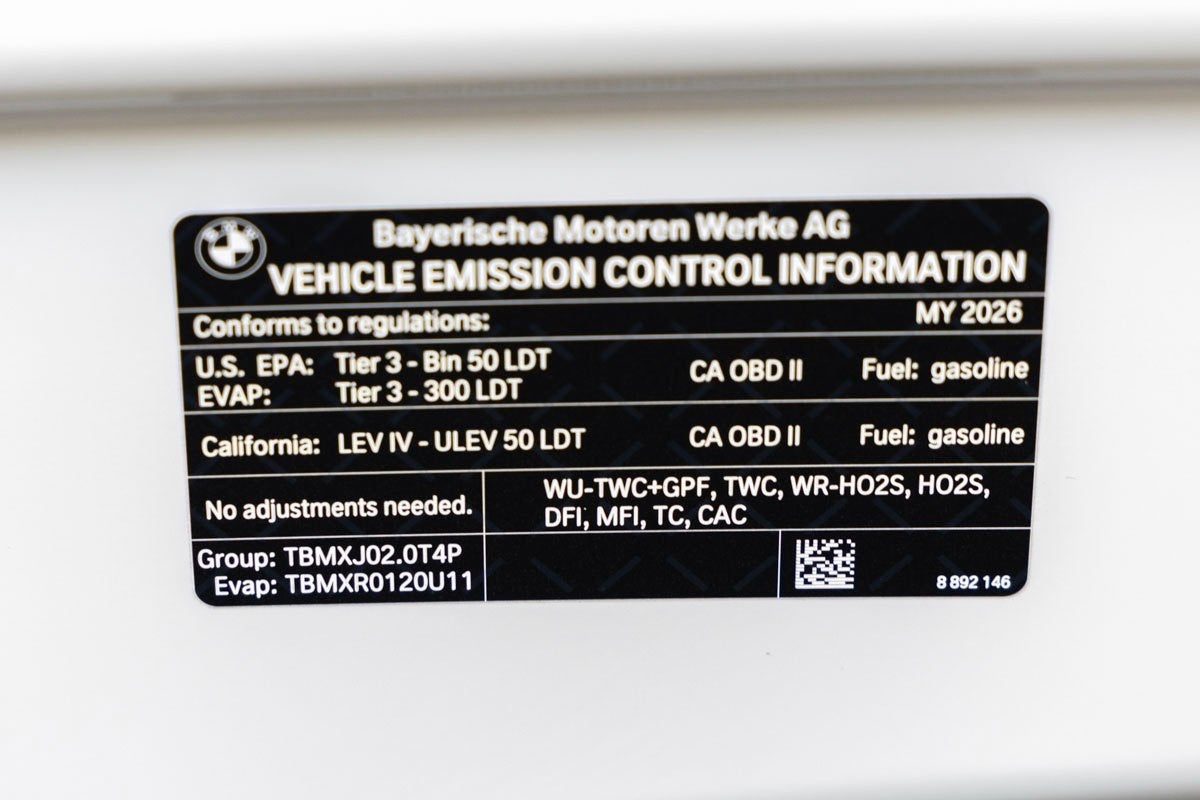 Bayerische Motoren Werke AG
VEHICLE EMISSION CONTROL INFORMATION
Conforms to regulations: MY 2026
U.S. EPA: Tier 3 - Bin 50 LDT CA OBD II Fuel: gasoline
EVAP: Tier 3 - 300 LDT
California: LEV IV - ULEV 50 LDT CA OBD II Fuel: gasoline
No adjustments needed.
WU-TWC+GPF, TWC, WR-HO2S, HO2S,
DFI, MFI, TC, CAC
Group: TBMXJ02.0T4P
Evap: TBMXR0120U11
8 892 146